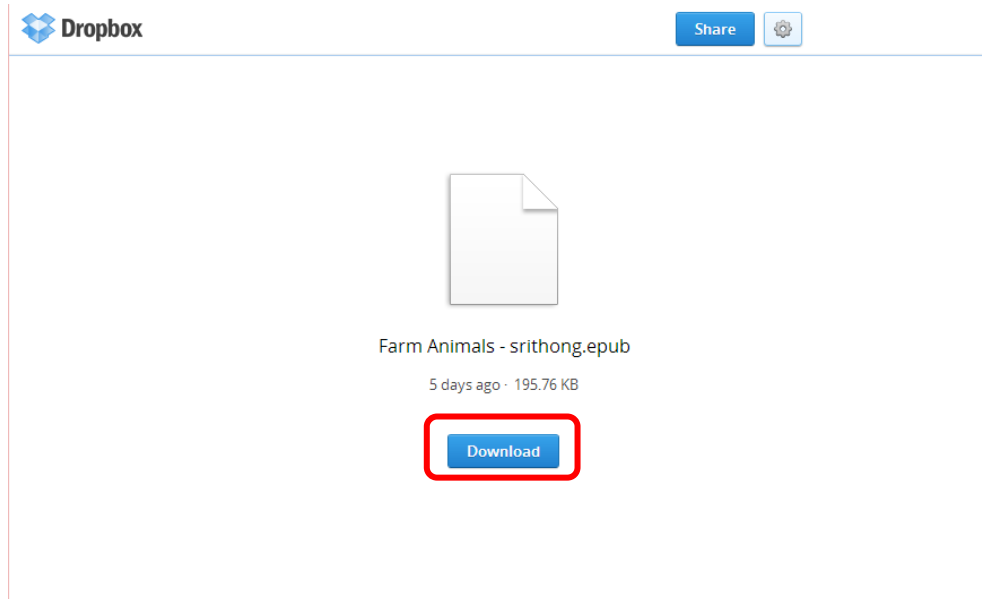 Dropbox
Share
Farm Animals - srithong.epub
5 days ago · 195.76 KB
Download